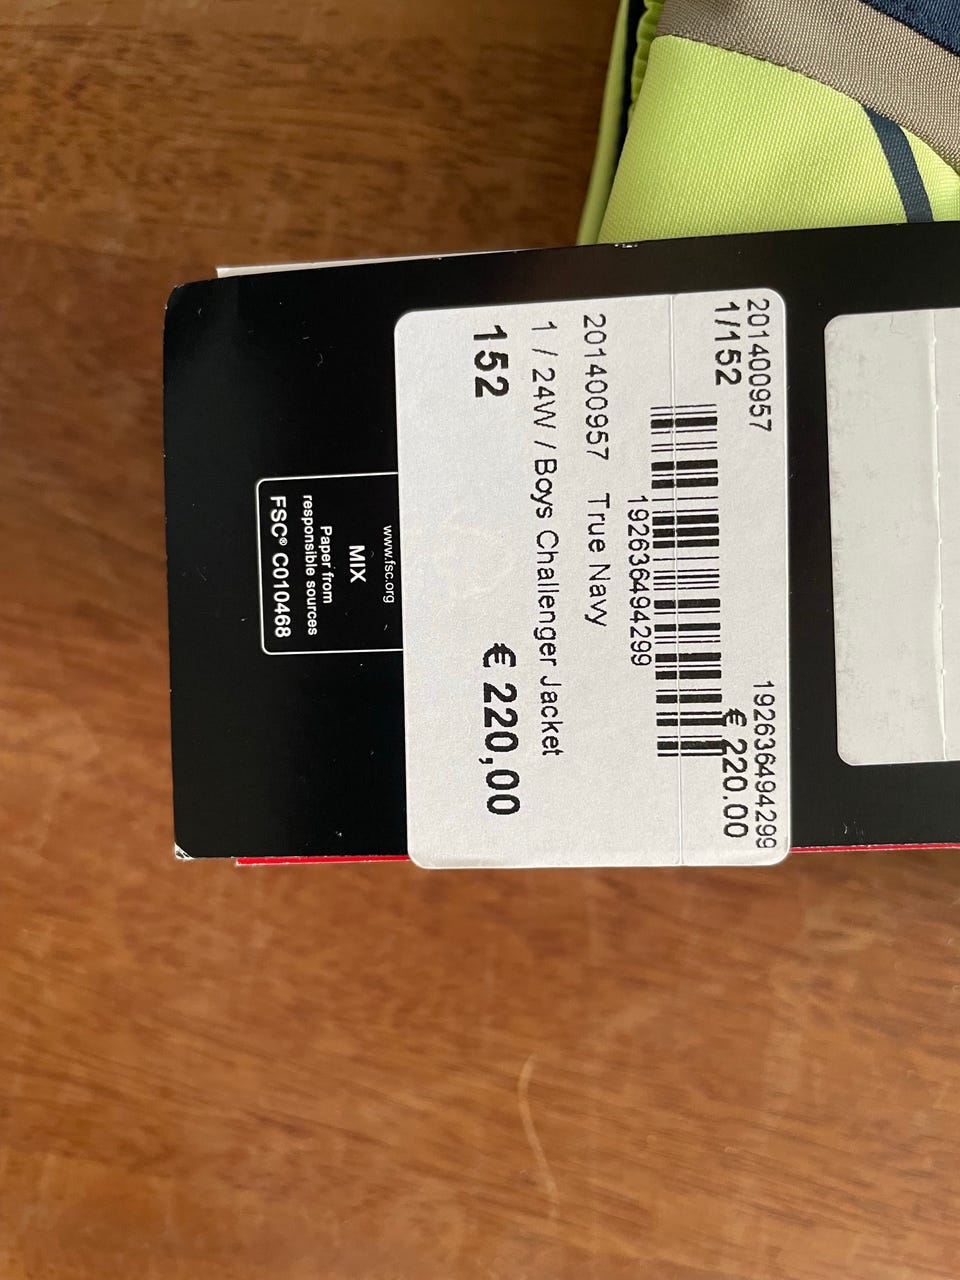 201400957 192636494299
1/152 € 220.00
192636494299
201400957 True Navy
1 / 24W / Boys Challenger Jacket
152 € 220,00
www.fsc.org
MIX
Paper from
responsible sources
FSC® C010468